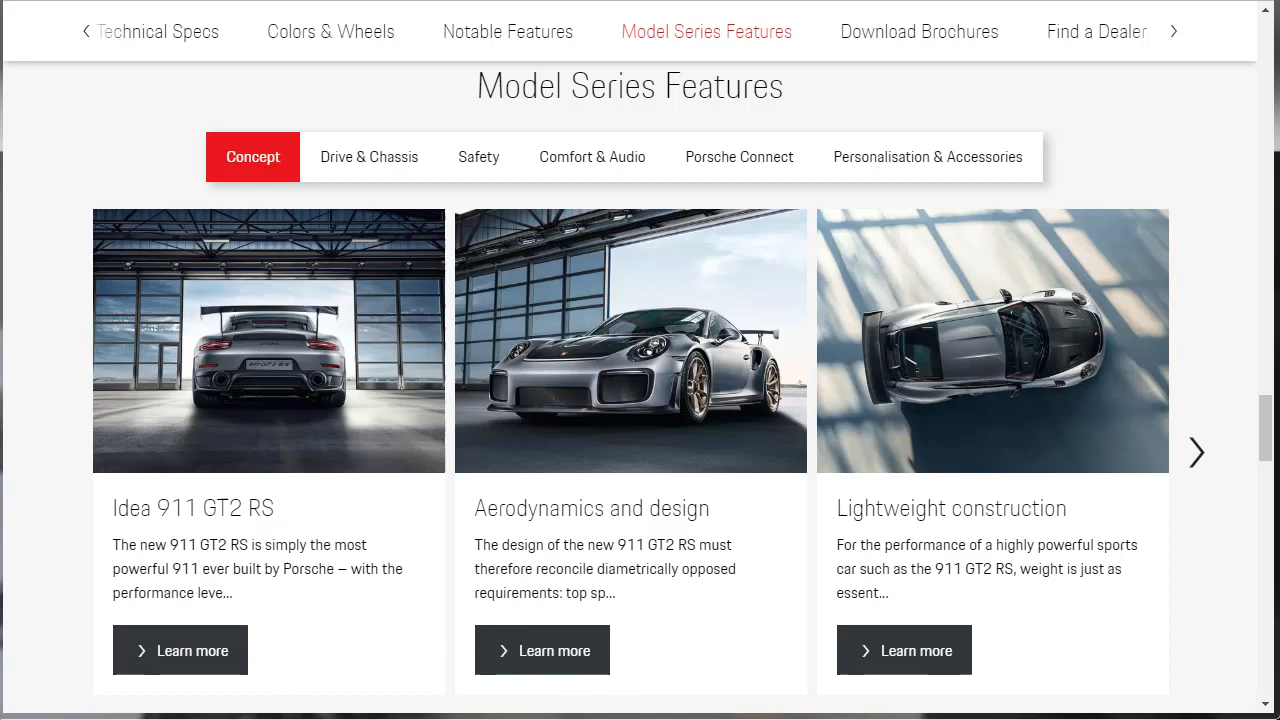 Technical Specs
Colors & Wheels
Notable Features
Model Series Features
Download Brochures
Find a Dealer
Model Series Features
Concept
Drive & Chassis
Safety
Comfort & Audio
Porsche Connect
Personalisation & Accessories
911 GT2 RS
Idea 911 GT2 RS
The new 911 GT2 RS is simply the most
powerful 911 ever built by Porsche – with the
performance leve...
Learn more
Aerodynamics and design
The design of the new 911 GT2 RS must
therefore reconcile diametrically opposed
requirements: top sp...
Learn more
Lightweight construction
For the performance of a highly powerful sports
car such as the 911 GT2 RS, weight is just as
essent...
Learn more